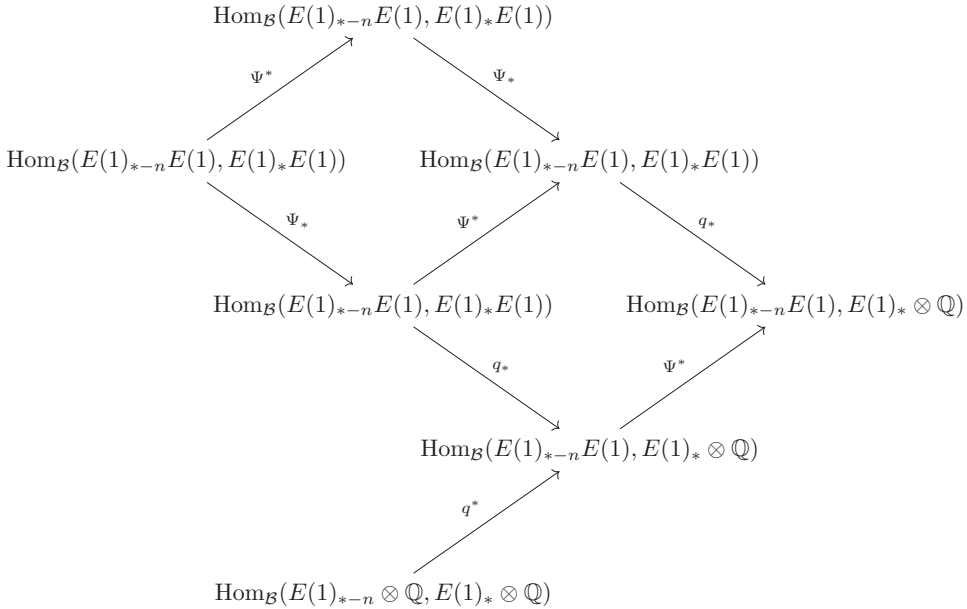 Hom_ℬ(E(1)_{∗−n}E(1), E(1)_∗E(1))
Ψ^* Ψ_∗
Hom_ℬ(E(1)_{∗−n}E(1), E(1)_∗E(1)) Hom_ℬ(E(1)_{∗−n}E(1), E(1)_∗E(1))
Ψ_∗ Ψ^* q_∗
Hom_ℬ(E(1)_{∗−n}E(1), E(1)_∗E(1)) Hom_ℬ(E(1)_{∗−n}E(1), E(1)_∗ ⊗ ℚ)
q_∗ Ψ^*
Hom_ℬ(E(1)_{∗−n}E(1), E(1)_∗ ⊗ ℚ)
q^*
Hom_ℬ(E(1)_{∗−n} ⊗ ℚ, E(1)_∗ ⊗ ℚ)